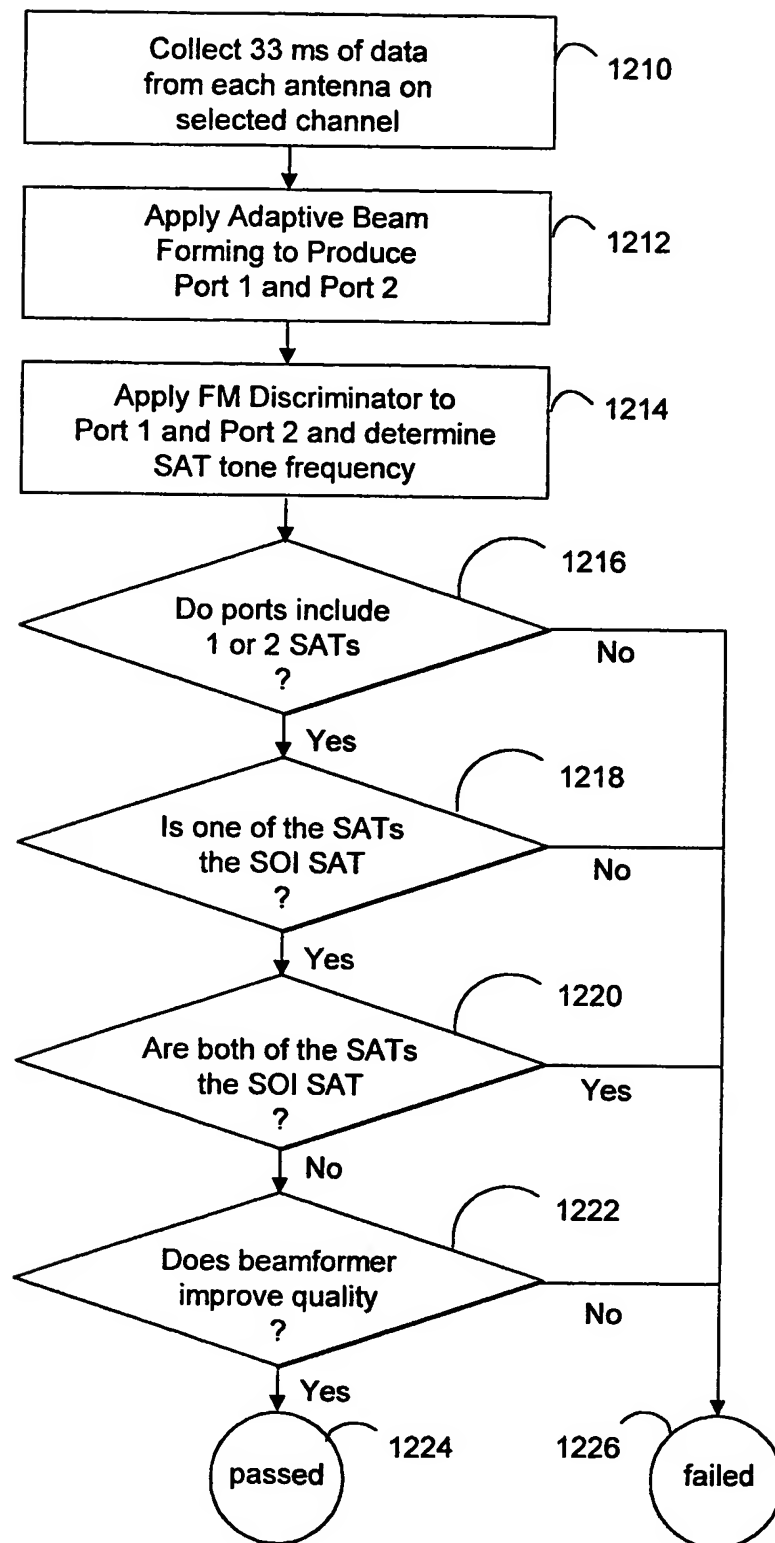 Collect 33 ms of data
from each antenna on
selected channel
1210
Apply Adaptive Beam
Forming to Produce
Port 1 and Port 2
1212
Apply FM Discriminator to
Port 1 and Port 2 and determine
SAT tone frequency
1214
Do ports include
1 or 2 SATs
?
1216
No
Yes
Is one of the SATs
the SOI SAT
?
1218
No
Yes
Are both of the SATs
the SOI SAT
?
1220
Yes
No
Does beamformer
improve quality
?
1222
No
Yes
passed
1224
1226
failed